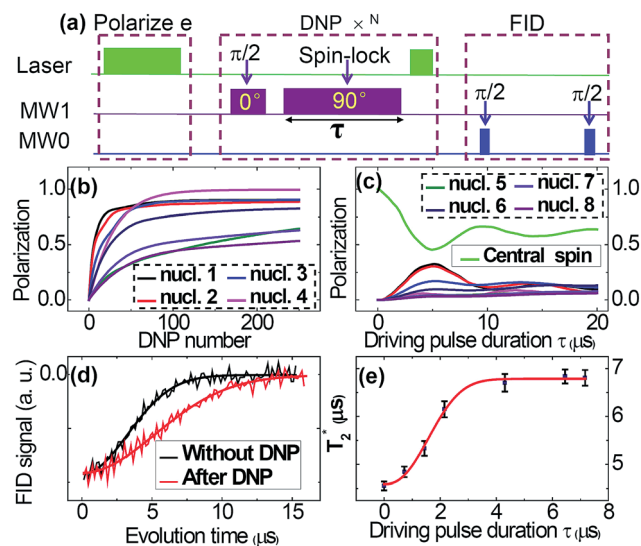 (a) Polarize e DNP × N FID
Laser π/2 Spin-lock
MW1 0° 90° π/2 π/2
MW0 τ
(b) (c)
Polarization 1.0 0.5 0.0
nucl. 1 nucl. 3
nucl. 2 nucl. 4
0 100 200
DNP number
Polarization 1.0 0.5 0.0
nucl. 5 nucl. 7
nucl. 6 nucl. 8
Central spin
0 10 20
Driving pulse duration τ (μs)
(d) (e)
FID signal (a. u.) 0.0
Without DNP
After DNP
0 5 10 15
Evolution time (μs)
T2* (μs)
7
6
5
0 2 4 6 8
Driving pulse duration τ (μs)